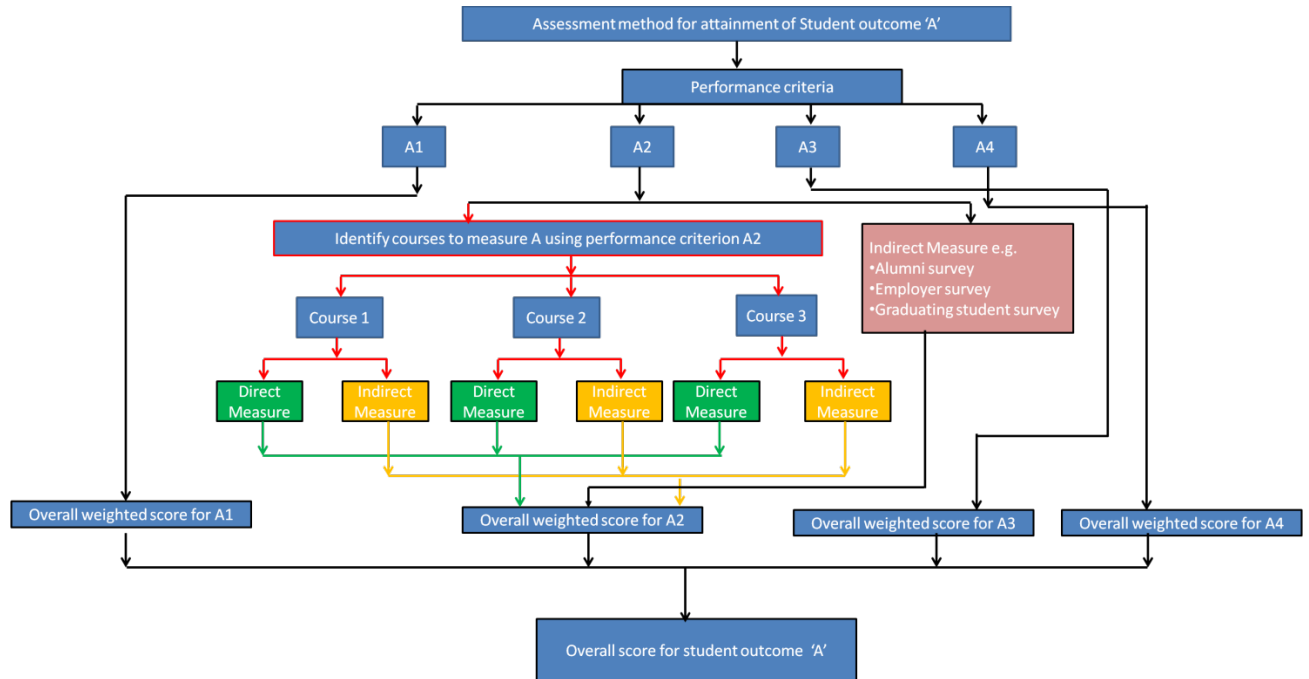 Assessment method for attainment of Student outcome ‘A’
Performance criteria
A1
A2
A3
A4
Identify courses to measure A using performance criterion A2
Indirect Measure e.g.
•Alumni survey
•Employer survey
•Graduating student survey
Course 1
Course 2
Course 3
Direct
Measure
Indirect
Measure
Direct
Measure
Indirect
Measure
Direct
Measure
Indirect
Measure
Overall weighted score for A1
Overall weighted score for A2
Overall weighted score for A3
Overall weighted score for A4
Overall score for student outcome ‘A’